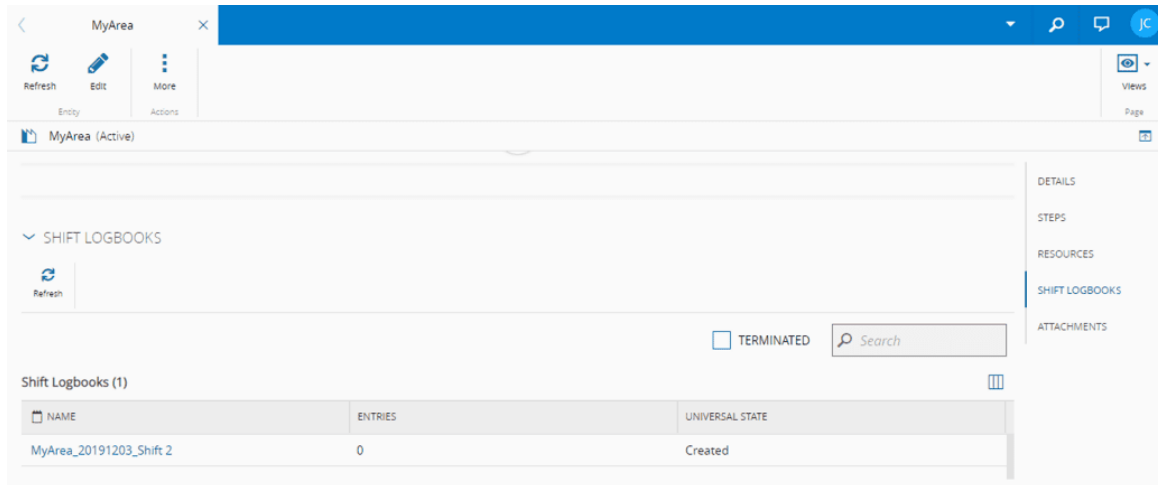 MyArea
JC
Refresh Edit More Views
Entity Actions Page
MyArea (Active)
DETAILS
STEPS
SHIFT LOGBOOKS
RESOURCES
Refresh
SHIFT LOGBOOKS
ATTACHMENTS
TERMINATED Search
Shift Logbooks (1)
NAME ENTRIES UNIVERSAL STATE
MyArea_20191203_Shift 2 0 Created